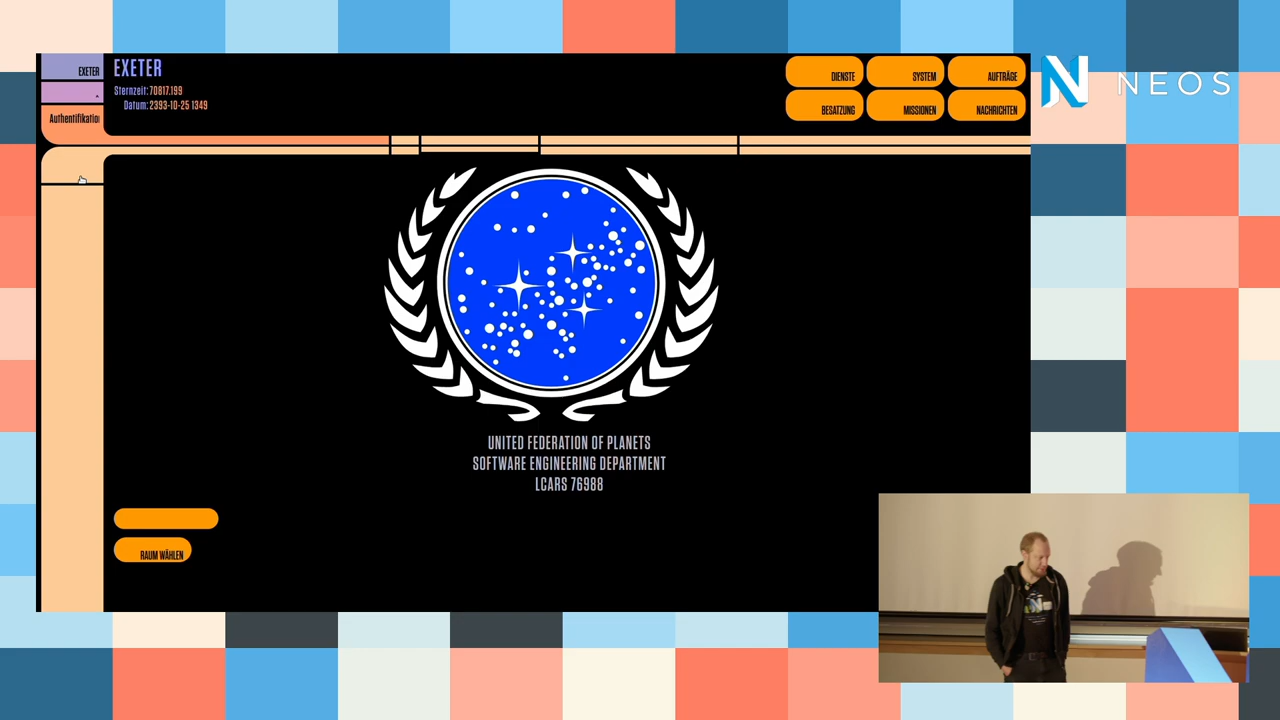 EXETER
Authentifikation
EXETER
Sternzeit: 70817.199
Datum: 2393-10-25 1349
DIENSTE
SYSTEM
AUFTRÄGE
BESATZUNG
MISSIONEN
NACHRICHTEN
NEOS
UNITED FEDERATION OF PLANETS
SOFTWARE ENGINEERING DEPARTMENT
LCARS 76988
RAUM WÄHLEN